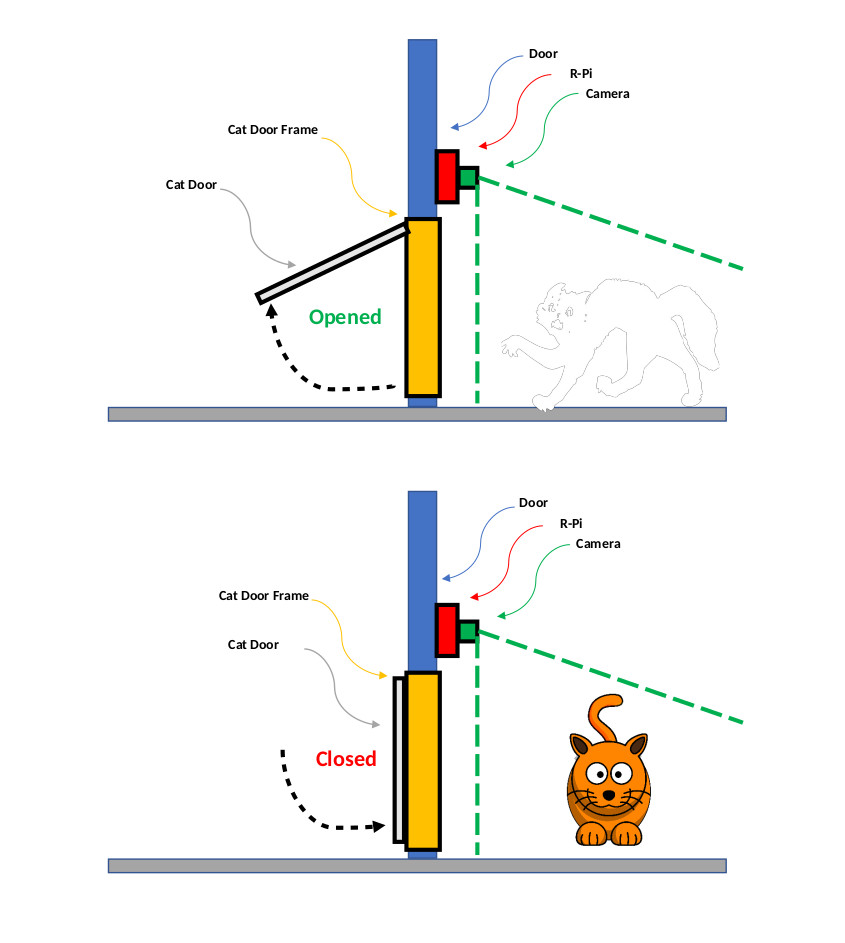 Door
R-Pi
Camera
Cat Door Frame
Cat Door
Opened
Door
R-Pi
Camera
Cat Door Frame
Cat Door
Closed